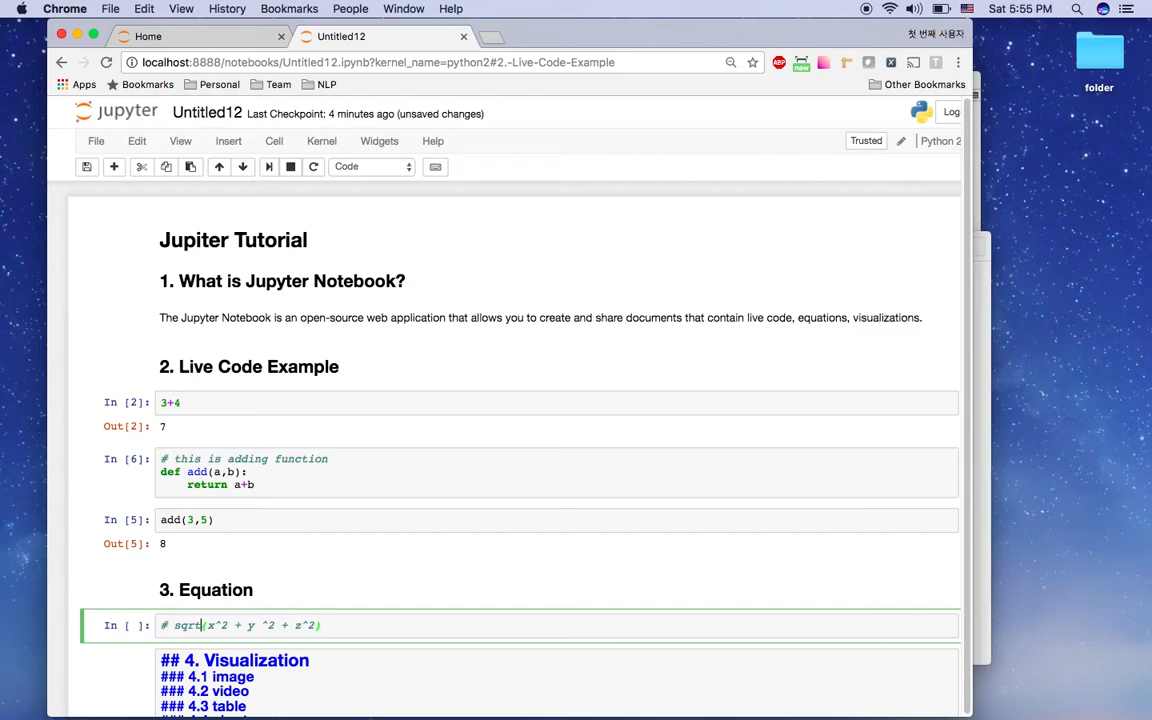 Chrome File Edit View History Bookmarks People Window Help Sat 5:55 PM
Home Untitled12 첫 번째 사용자
localhost:8888/notebooks/Untitled12.ipynb?kernel_name=python2#2.-Live-Code-Example ABP new
Apps Bookmarks Personal Team NLP Other Bookmarks
folder
jupyter Untitled12 Last Checkpoint: 4 minutes ago (unsaved changes) Log
File Edit View Insert Cell Kernel Widgets Help Trusted Python 2
Code
Jupiter Tutorial
1. What is Jupyter Notebook?
The Jupyter Notebook is an open-source web application that allows you to create and share documents that contain live code, equations, visualizations.
2. Live Code Example
In [2]: 3+4
Out[2]: 7
In [6]: # this is adding function
def add(a,b):
return a+b
In [5]: add(3,5)
Out[5]: 8
3. Equation
In [ ]: # sqrt(x^2 + y ^2 + z^2)
## 4. Visualization
### 4.1 image
### 4.2 video
### 4.3 table